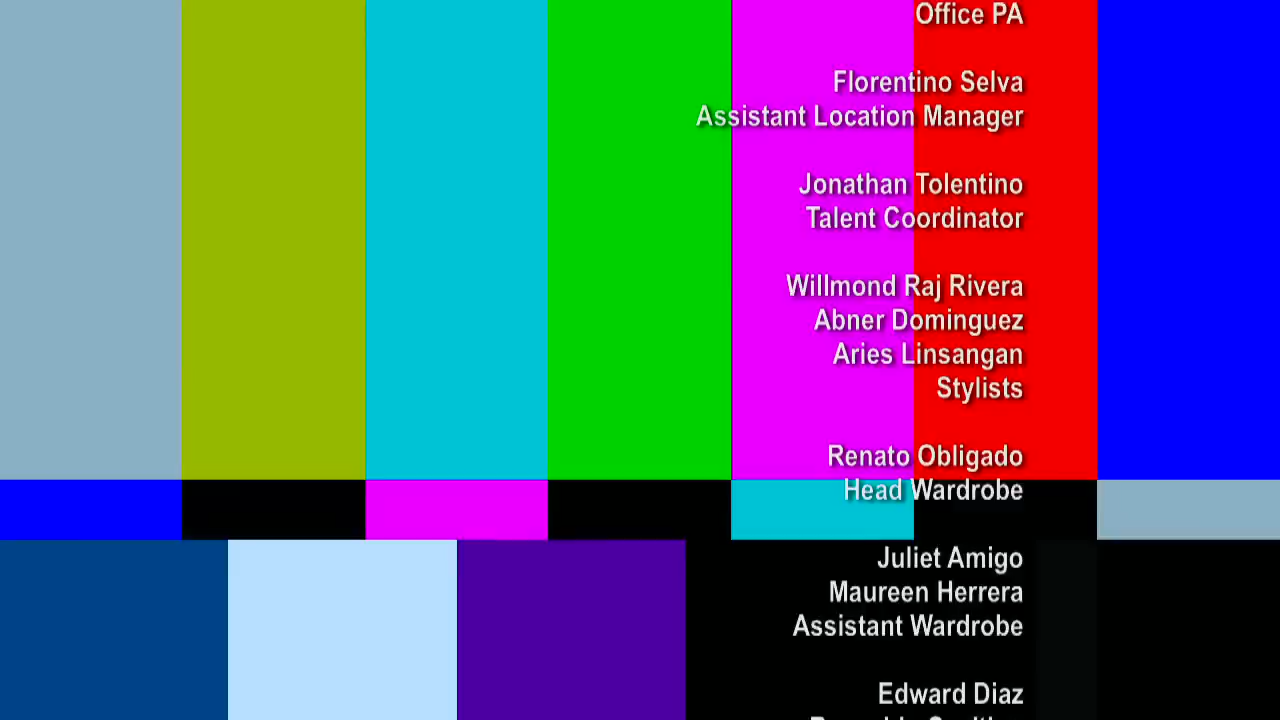 Office PA
Florentino Selva
Assistant Location Manager
Jonathan Tolentino
Talent Coordinator
Willmond Raj Rivera
Abner Dominguez
Aries Linsangan
Stylists
Renato Obligado
Head Wardrobe
Juliet Amigo
Maureen Herrera
Assistant Wardrobe
Edward Diaz